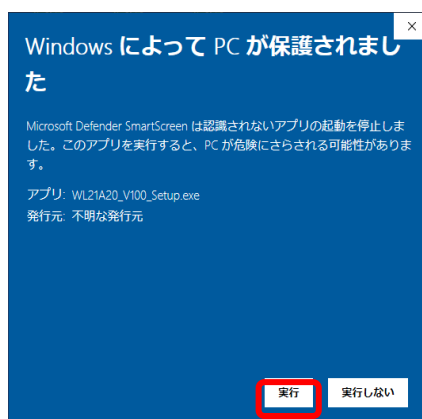 Windows によって PC が保護されまし
た
Microsoft Defender SmartScreen は認識されないアプリの起動を停止しま
した。このアプリを実行すると、PC が危険にさらされる可能性がありま
す。
アプリ: WL21A20_V100_Setup.exe
発行元: 不明な発行元
実行 実行しない